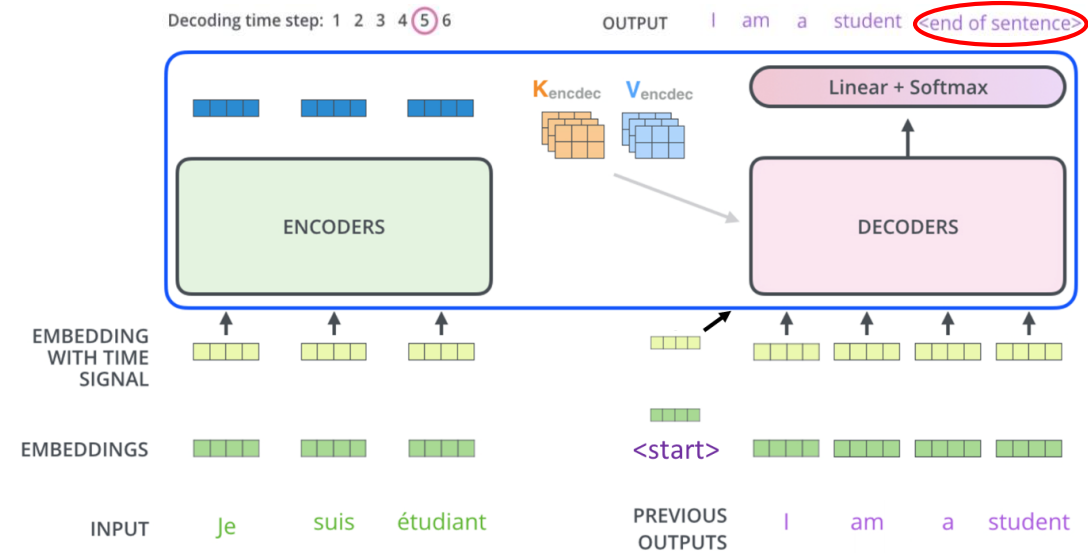 Decoding time step: 1 2 3 4 5 6
OUTPUT I am a student <end of sentence>
Kencdec Vencdec
Linear + Softmax
ENCODERS
DECODERS
EMBEDDING
WITH TIME
SIGNAL
EMBEDDINGS
<start>
INPUT Je suis étudiant
PREVIOUS
OUTPUTS
I am a student